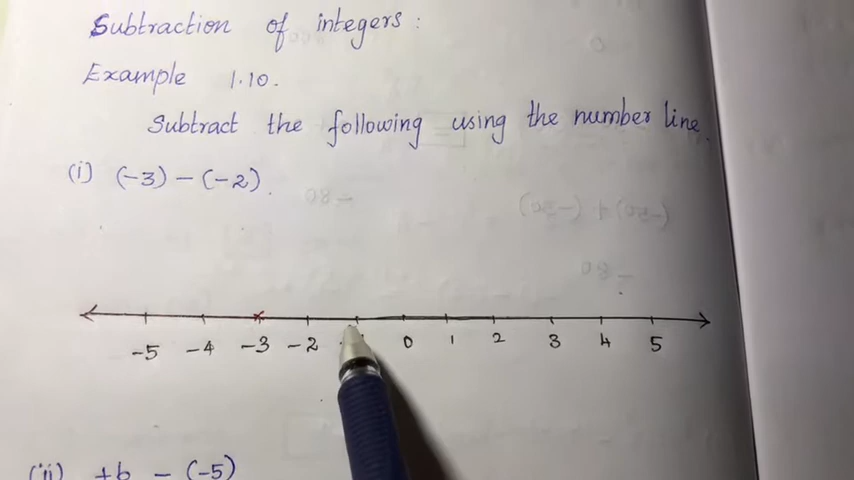 Subtraction of integers :
Example 1.10.
Subtract the following using the number line.
(i) (-3) - (-2).
-5 -4 -3 -2 0 1 2 3 4 5
(ii) +6 - (-5)